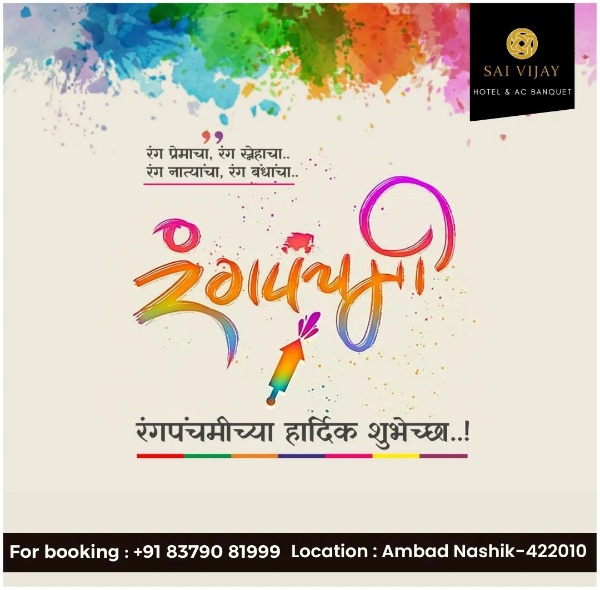 SAI VIJAY
HOTEL & AC BANQUET
रंग प्रेमाचा, रंग स्नेहाचा..
रंग नात्यांचा, रंग बंधांचा..
रंगपंचमी
रंगपंचमीच्या हार्दिक शुभेच्छा..!
For booking : +91 83790 81999 Location : Ambad Nashik-422010